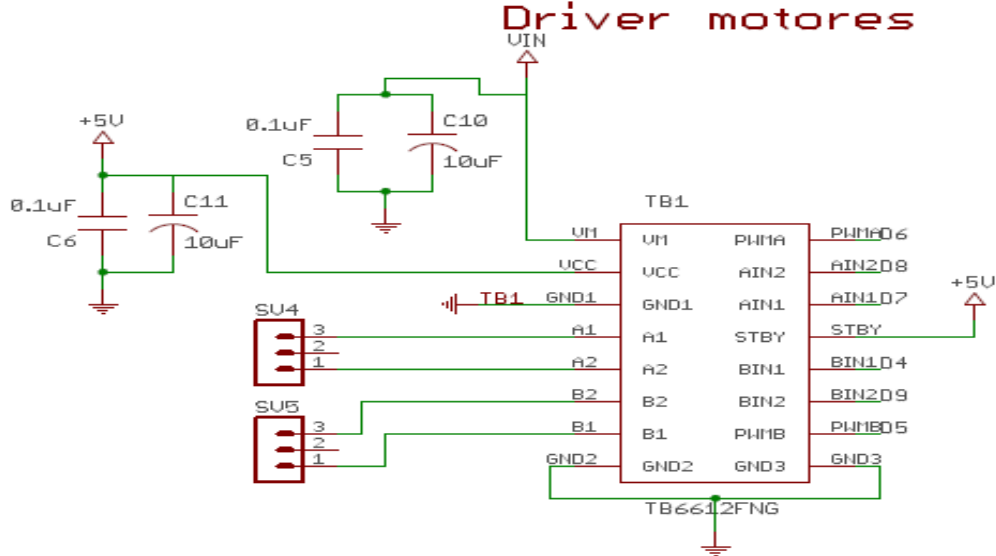 Driver motores
VIN
+5V
0.1uF
C5
C10
10uF
0.1uF
C6
C11
10uF
TB1
VM
VCC
TB1 GND1
A1
A2
B2
B1
GND2
VM
VCC
GND1
A1
A2
B2
B1
GND2
PWMA
AIN2
AIN1
STBY
BIN1
BIN2
PWMB
GND3
PWMAD6
AIN2D8
AIN1D7
STBY
BIN1D4
BIN2D9
PWMBD5
GND3
+5V
SV4
3
2
1
SV5
3
2
1
TB6612FNG